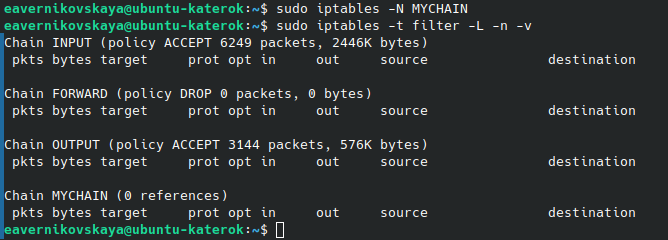 eavernikovskaya@ubuntu-katerok:~$ sudo iptables -N MYCHAIN
eavernikovskaya@ubuntu-katerok:~$ sudo iptables -t filter -L -n -v
Chain INPUT (policy ACCEPT 6249 packets, 2446K bytes)
 pkts bytes target     prot opt in     out     source               destination

Chain FORWARD (policy DROP 0 packets, 0 bytes)
 pkts bytes target     prot opt in     out     source               destination

Chain OUTPUT (policy ACCEPT 3144 packets, 576K bytes)
 pkts bytes target     prot opt in     out     source               destination

Chain MYCHAIN (0 references)
 pkts bytes target     prot opt in     out     source               destination
eavernikovskaya@ubuntu-katerok:~$